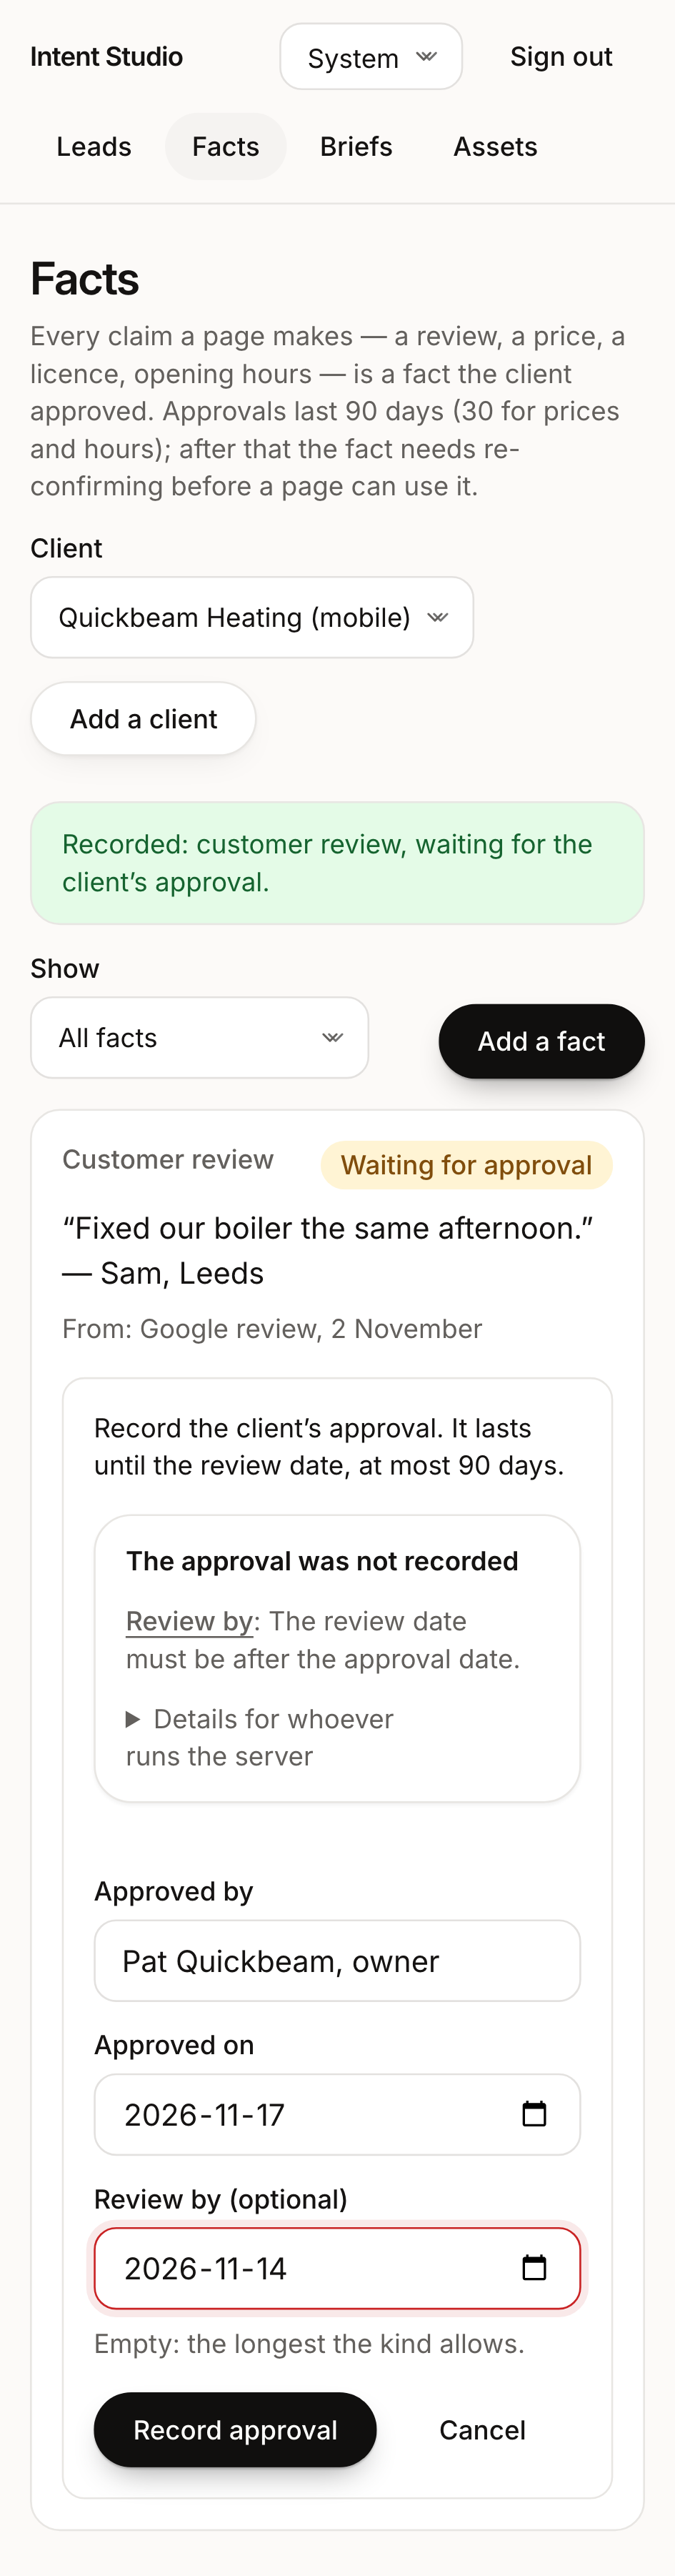 Intent Studio
System
Sign out
Leads
Facts
Briefs
Assets
Facts
Every claim a page makes — a review, a price, a
licence, opening hours — is a fact the client
approved. Approvals last 90 days (30 for prices
and hours); after that the fact needs re-
confirming before a page can use it.
Client
Quickbeam Heating (mobile)
Add a client
Recorded: customer review, waiting for the
client’s approval.
Show
All facts
Add a fact
Customer review
Waiting for approval
“Fixed our boiler the same afternoon.”
— Sam, Leeds
From: Google review, 2 November
Record the client’s approval. It lasts
until the review date, at most 90 days.
The approval was not recorded
Review by: The review date
must be after the approval date.
Details for whoever
runs the server
Approved by
Pat Quickbeam, owner
Approved on
2026-11-17
Review by (optional)
2026-11-14
Empty: the longest the kind allows.
Record approval
Cancel